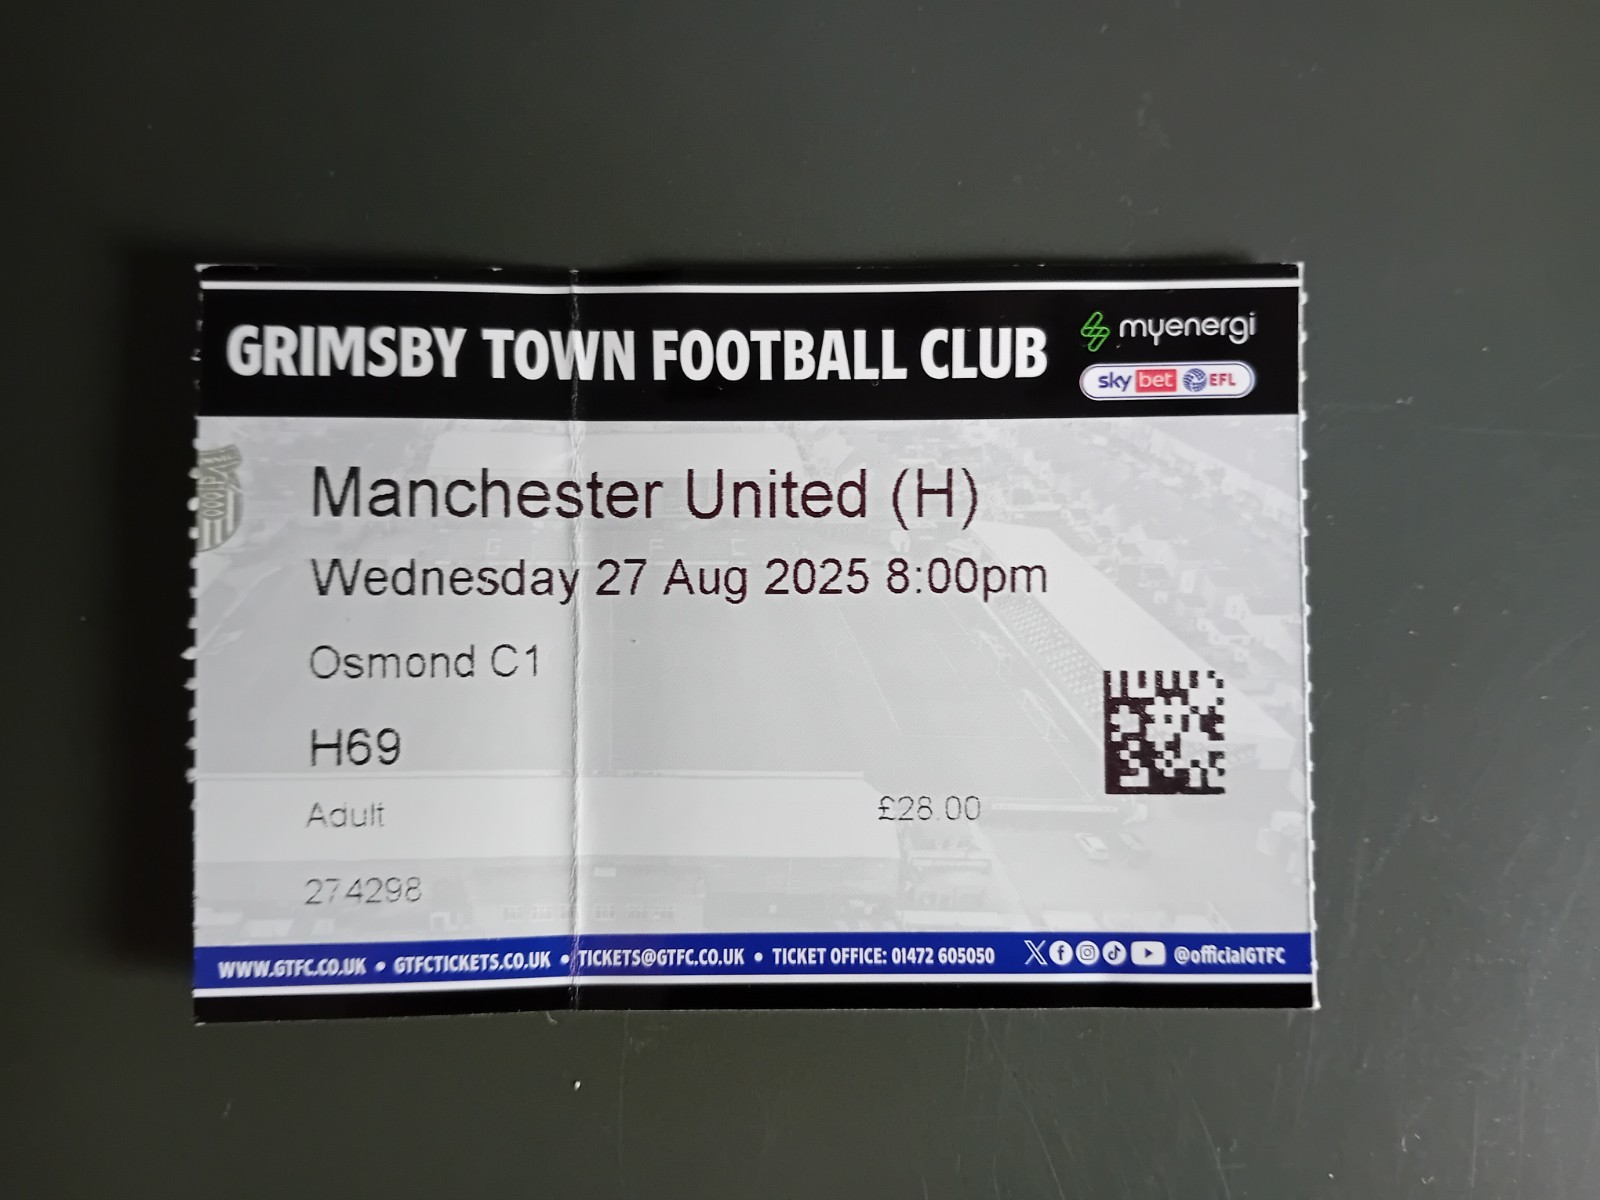 GRIMSBY TOWN FOOTBALL CLUB
myenergi
sky bet EFL
Manchester United (H)
Wednesday 27 Aug 2025 8:00pm
Osmond C1
H69
Adult £28.00
274298
WWW.GTFC.CO.UK • GTFCTICKETS.CO.UK • TICKETS@GTFC.CO.UK • TICKET OFFICE: 01472 605050 @officialGTFC